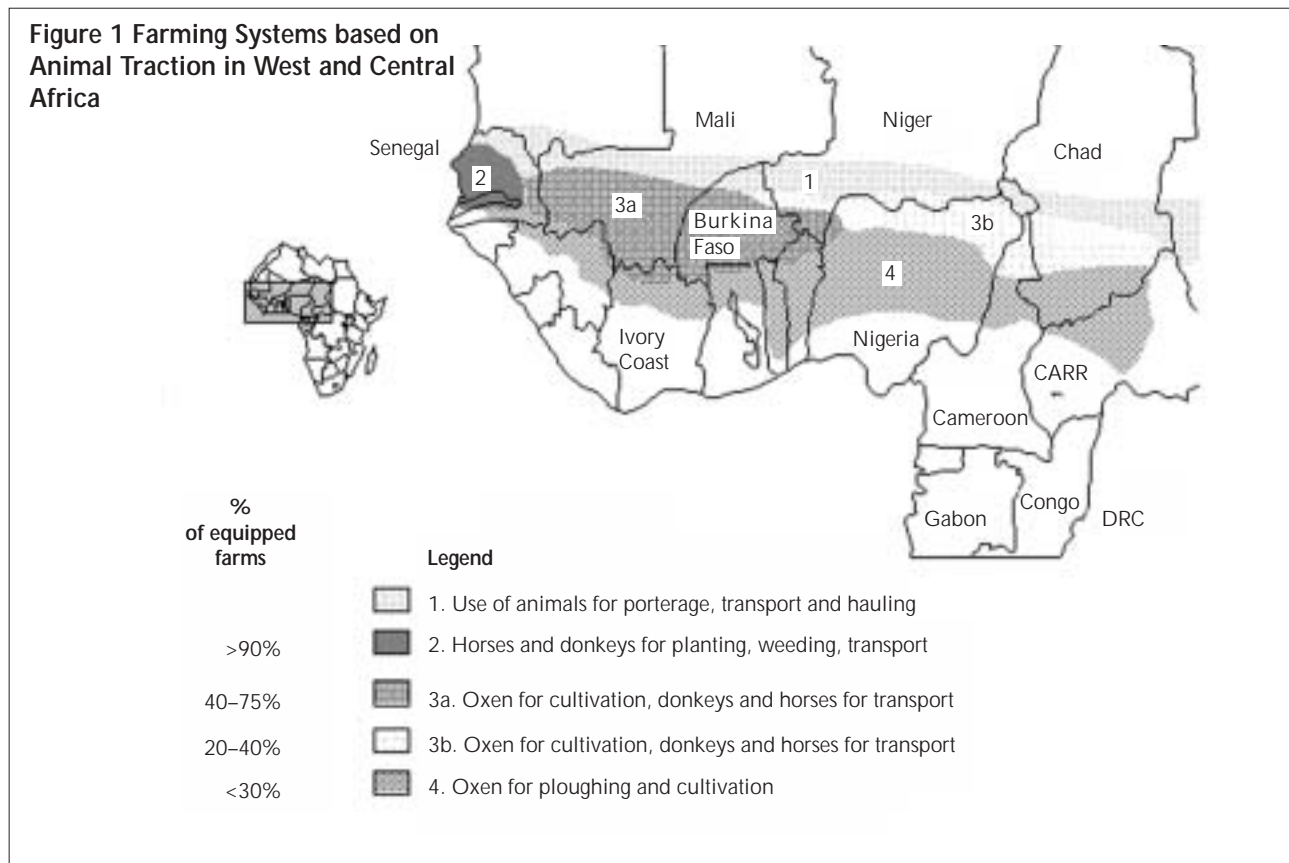 Figure 1 Farming Systems based on
Animal Traction in West and Central
Africa
Mali
Niger
Senegal
Chad
2
1
3a
3b
Burkina
Faso
4
Ivory
Coast
Nigeria
CARR
Cameroon
Gabon
Congo
DRC
%
of equipped
farms
Legend
1. Use of animals for porterage, transport and hauling
>90%
2. Horses and donkeys for planting, weeding, transport
40–75%
3a. Oxen for cultivation, donkeys and horses for transport
20–40%
3b. Oxen for cultivation, donkeys and horses for transport
<30%
4. Oxen for ploughing and cultivation